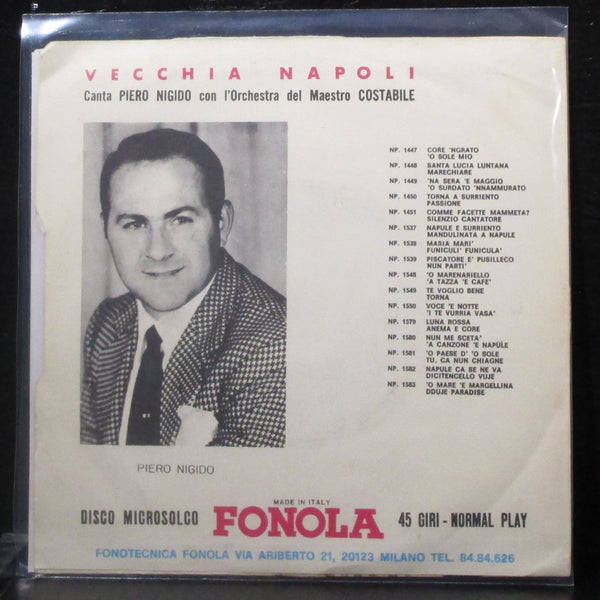 VECCHIA NAPOLI
Canta PIERO NIGIDO con l'Orchestra del Maestro COSTABILE
NP. 1447 CORE 'NGRATO
'O SOLE MIO
NP. 1448 SANTA LUCIA LUNTANA
MARECHIARE
NP. 1449 'NA SERA 'E MAGGIO
'O SURDATO 'NNAMMURATO
NP. 1450 TORNA A SURRIENTO
PASSIONE
NP. 1451 COMME FACETTE MAMMETA?
SILENZIO CANTATORE
NP. 1537 NAPULE E SURRIENTO
MANDULINATA A NAPULE
NP. 1538 MARIA MARI'
FUNICULI' FUNICULA'
NP. 1539 PISCATORE E' PUSILLECO
NUN PARTI'
NP. 1548 'O MARENARIELLO
'A TAZZA 'E CAFE'
NP. 1549 TE VOGLIO BENE
TORNA
NP. 1550 VOCE 'E NOTTE
'I TE VURRIA VASA'
NP. 1579 LUNA ROSSA
ANEMA E CORE
NP. 1580 NUN ME SCETA'
'A CANZONE 'E NAPULE
NP. 1581 'O PAESE D' 'O SOLE
TU, CA NUN CHIAGNE
NP. 1582 NAPULE CA SE NE VA
DICITENCELLO VUJE
NP. 1583 'O MARE 'E MARGELLINA
DDUJE PARADISE
PIERO NIGIDO
MADE IN ITALY
DISCO MICROSOLCO FONOLA 45 GIRI - NORMAL PLAY
FONOTECNICA FONOLA VIA ARIBERTO 21, 20123 MILANO TEL. 84.84.626